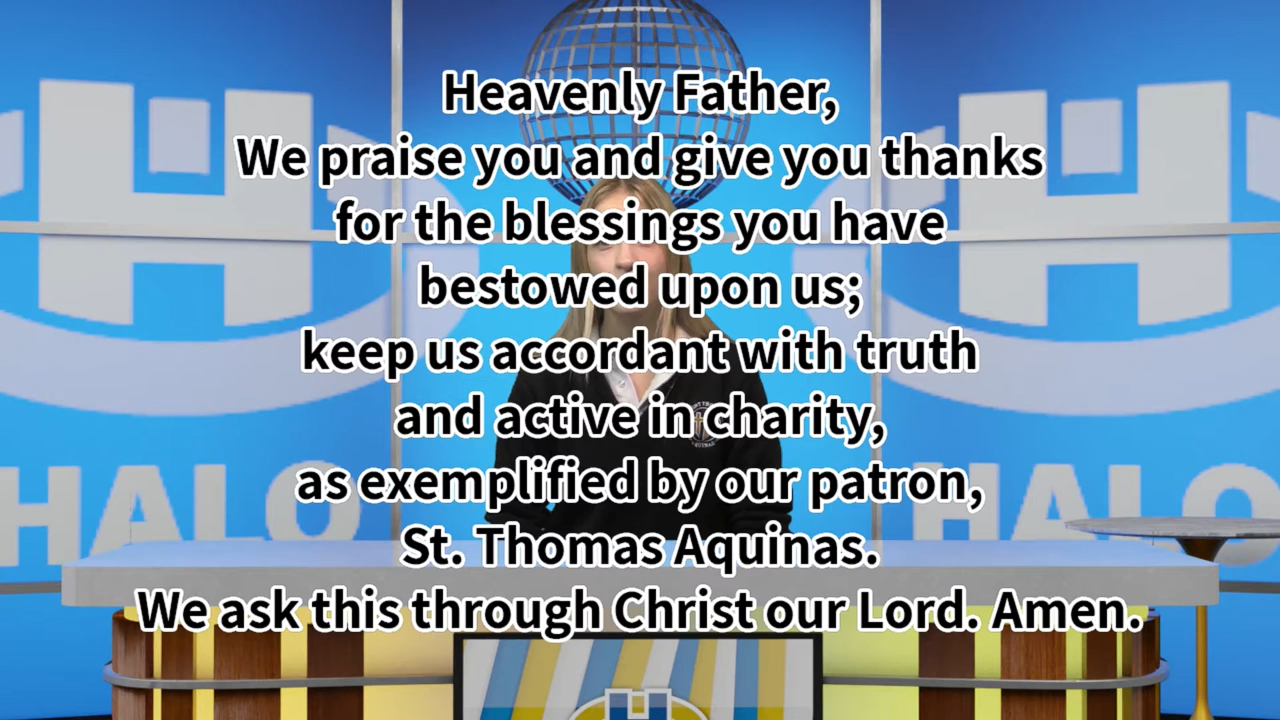 Heavenly Father,
We praise you and give you thanks
for the blessings you have
bestowed upon us;
keep us accordant with truth
and active in charity,
as exemplified by our patron,
St. Thomas Aquinas.
We ask this through Christ our Lord. Amen.
HALO
HALO